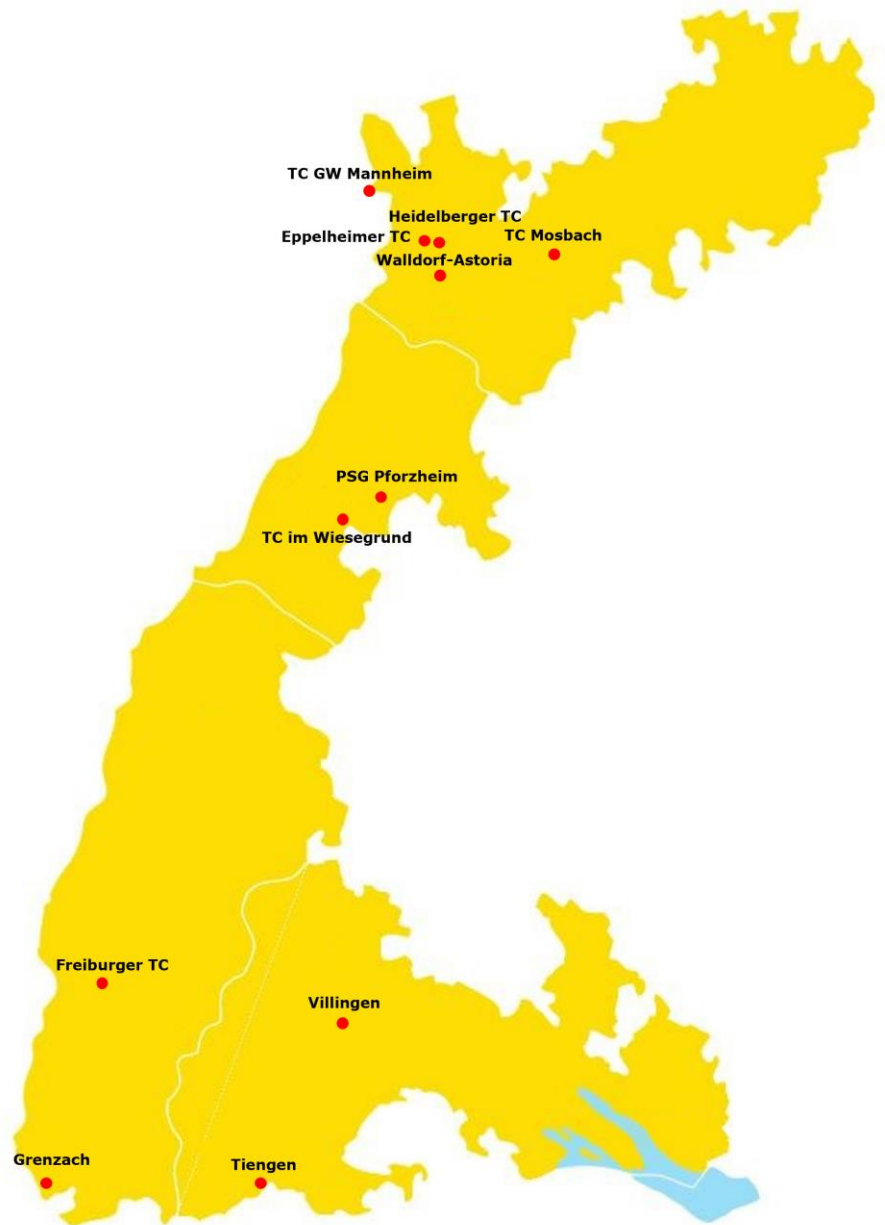 TC GW Mannheim
Heidelberger TC
Eppelheimer TC
TC Mosbach
Walldorf-Astoria
PSG Pforzheim
TC im Wiesegrund
Freiburger TC
Villingen
Grenzach
Tiengen